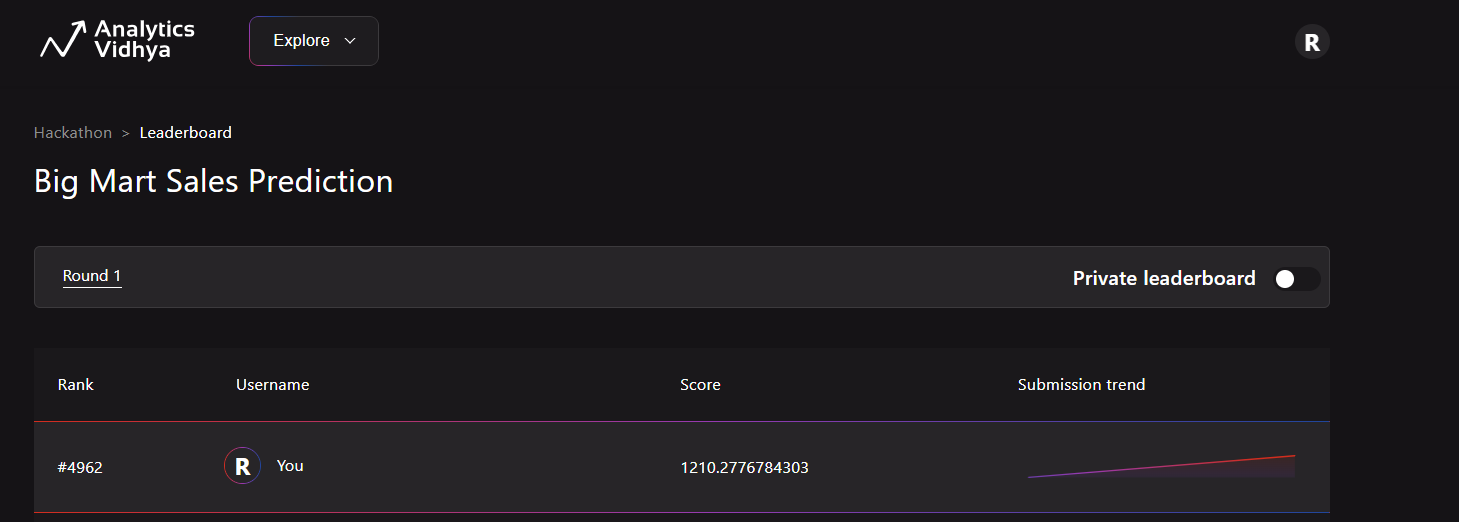 Analytics
Vidhya
Explore
R
Hackathon > Leaderboard
Big Mart Sales Prediction
Round 1
Private leaderboard
Rank Username Score Submission trend
#4962 R You 1210.2776784303